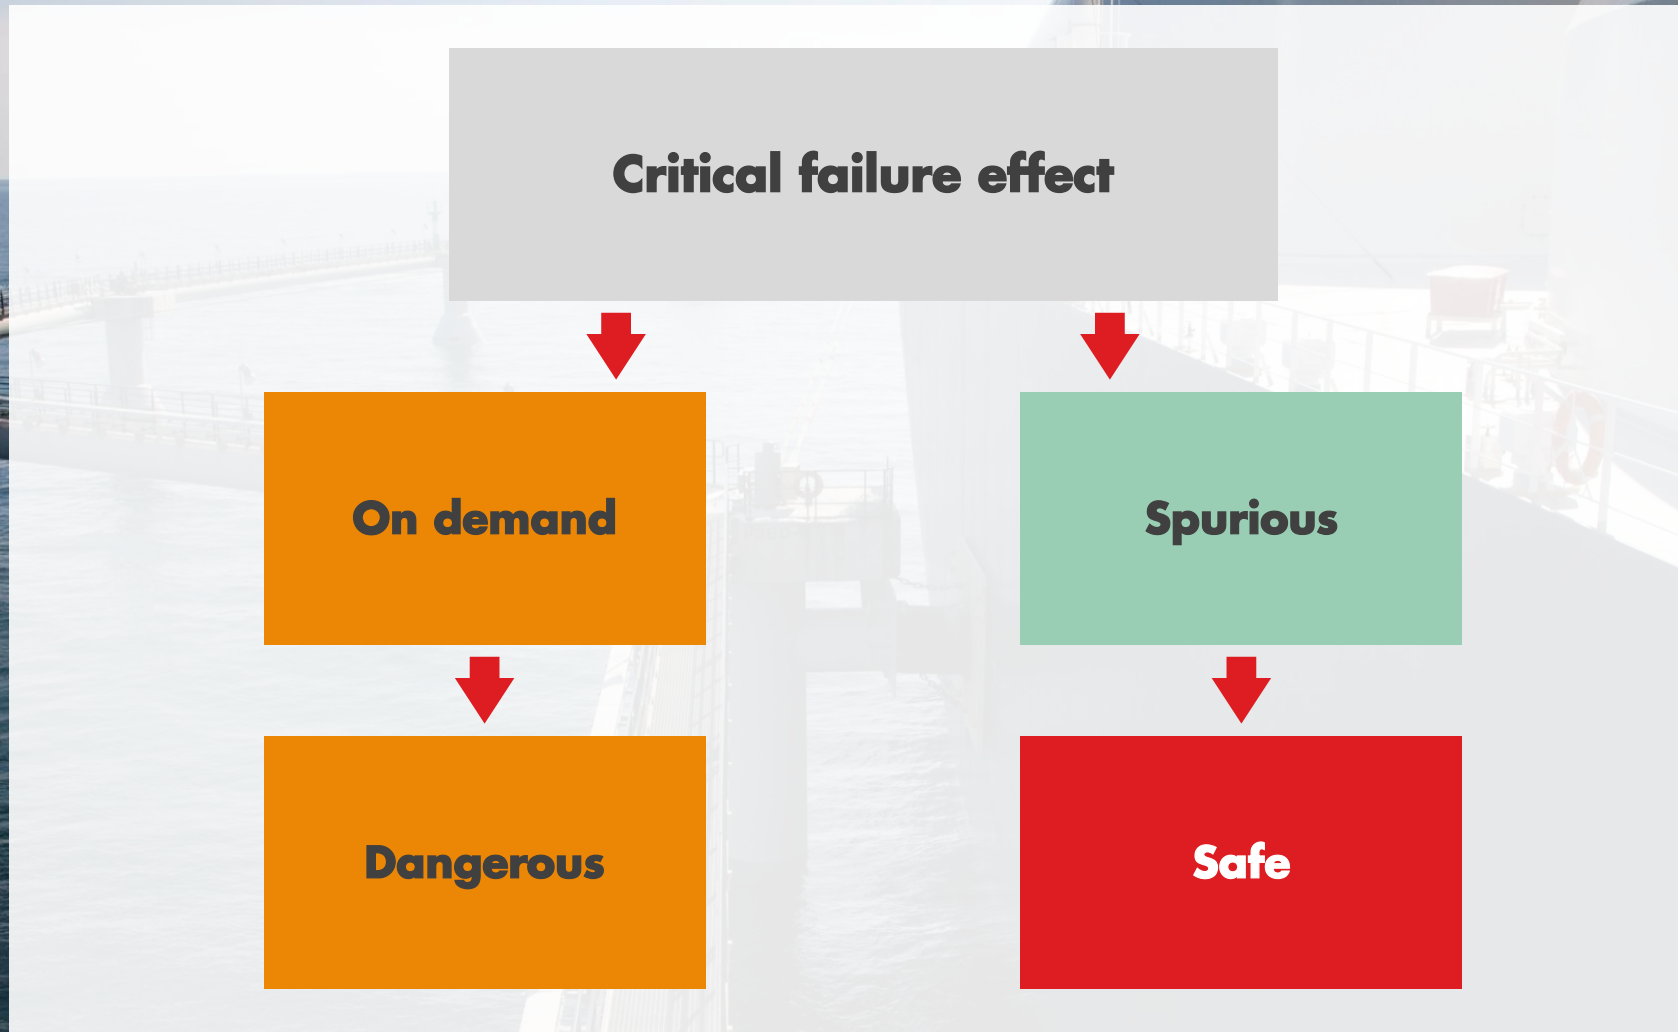 Critical failure effect
On demand
Spurious
Dangerous
Safe